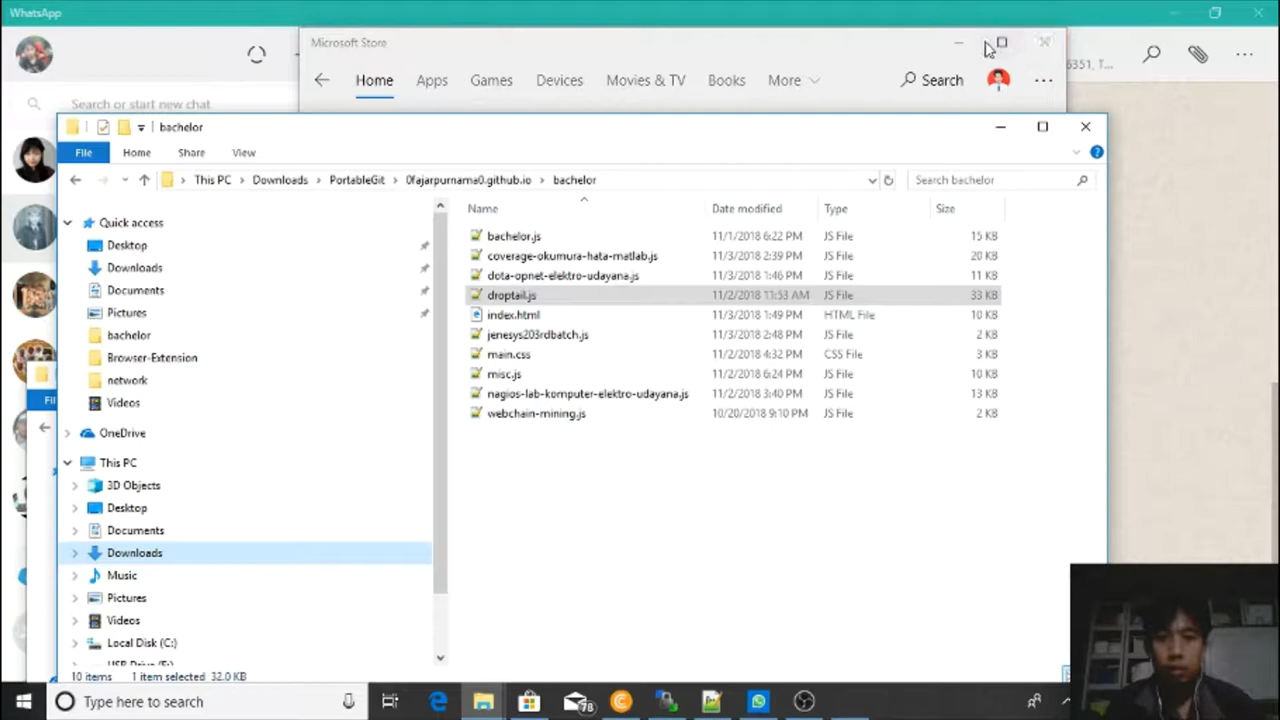 WhatsApp
Microsoft Store
Home Apps Games Devices Movies & TV Books More Search
6351, T...
Search or start new chat
bachelor
File Home Share View
This PC Downloads PortableGit 0fajarpurnama0.github.io bachelor Search bachelor
Name Date modified Type Size
Quick access
Desktop
Downloads
Documents
Pictures
bachelor
Browser-Extension
network
Videos
OneDrive
This PC
3D Objects
Desktop
Documents
Downloads
Music
Pictures
Videos
Local Disk (C:)
USB Drive (F:)
bachelor.js 11/1/2018 6:22 PM JS File 15 KB
coverage-okumura-hata-matlab.js 11/3/2018 2:39 PM JS File 20 KB
dota-opnet-elektro-udayana.js 11/3/2018 1:46 PM JS File 11 KB
droptail.js 11/2/2018 11:53 AM JS File 33 KB
index.html 11/3/2018 1:49 PM HTML File 10 KB
jenesys203rdbatch.js 11/3/2018 2:48 PM JS File 2 KB
main.css 11/2/2018 4:32 PM CSS File 3 KB
misc.js 11/2/2018 6:24 PM JS File 10 KB
nagios-lab-komputer-elektro-udayana.js 11/2/2018 3:40 PM JS File 13 KB
webchain-mining.js 10/20/2018 9:10 PM JS File 2 KB
10 items 1 item selected 32.0 KB
Type here to search
78